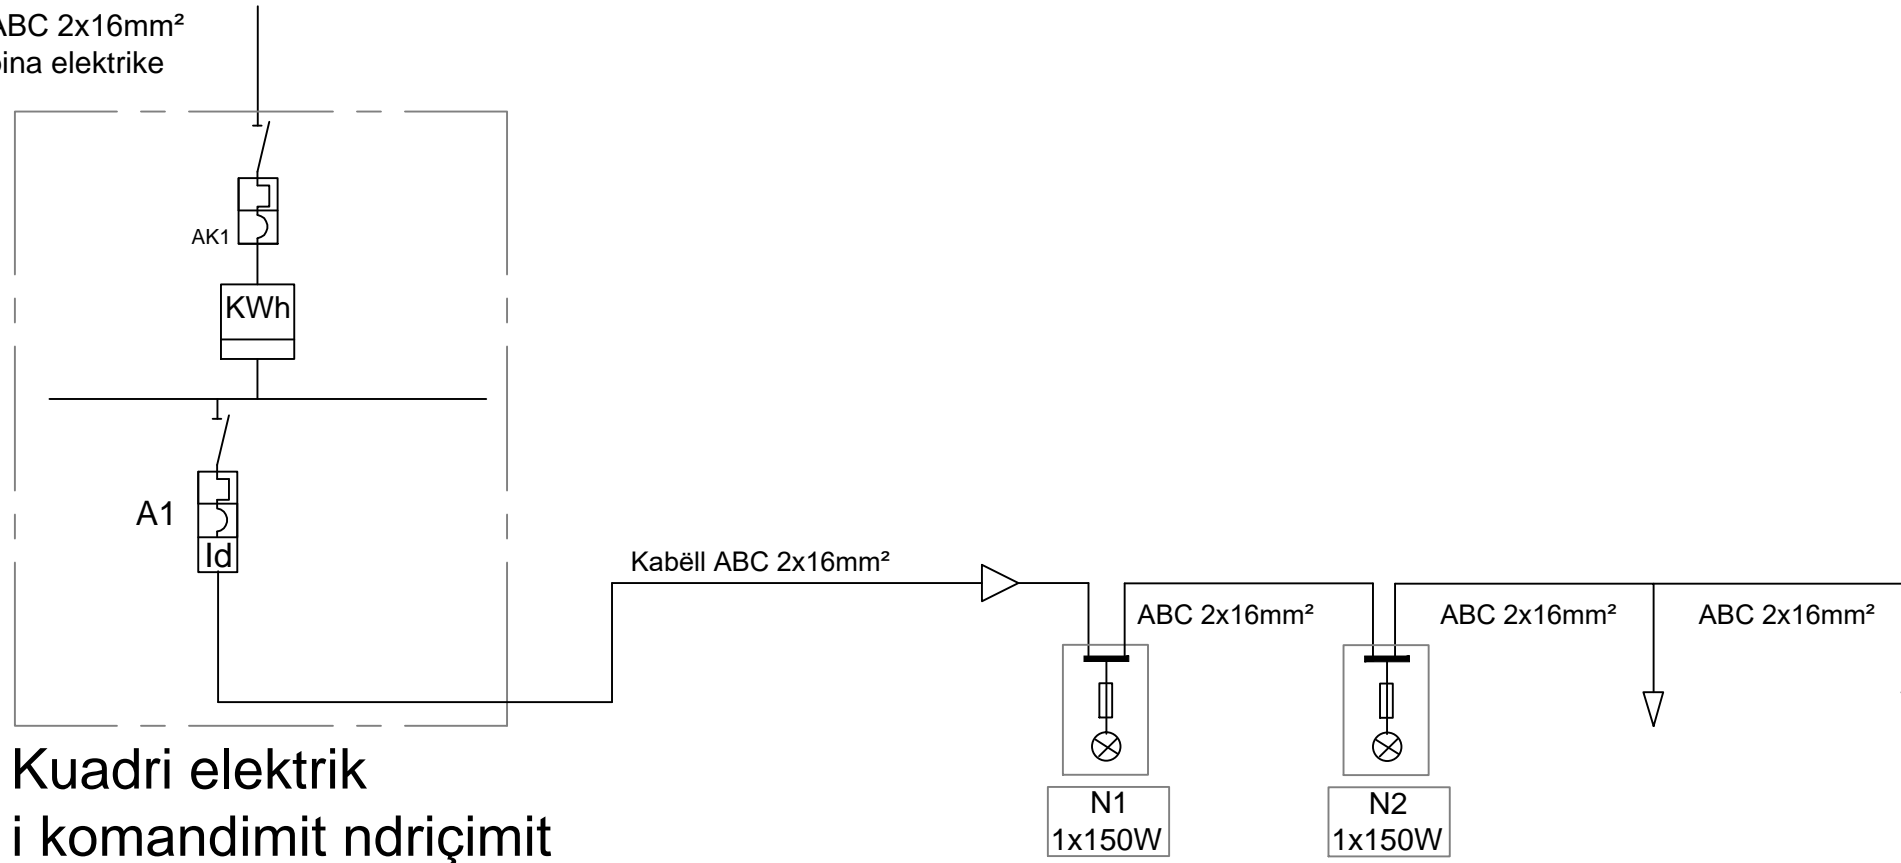 ABC 2x16mm²
elektrike
AK1
KWh
A1
Id
Kabëll ABC 2x16mm²
ABC 2x16mm²
ABC 2x16mm²
ABC 2x16mm²
N1
1x150W
N2
1x150W
Kuadri elektrik
i komandimit ndriçimit